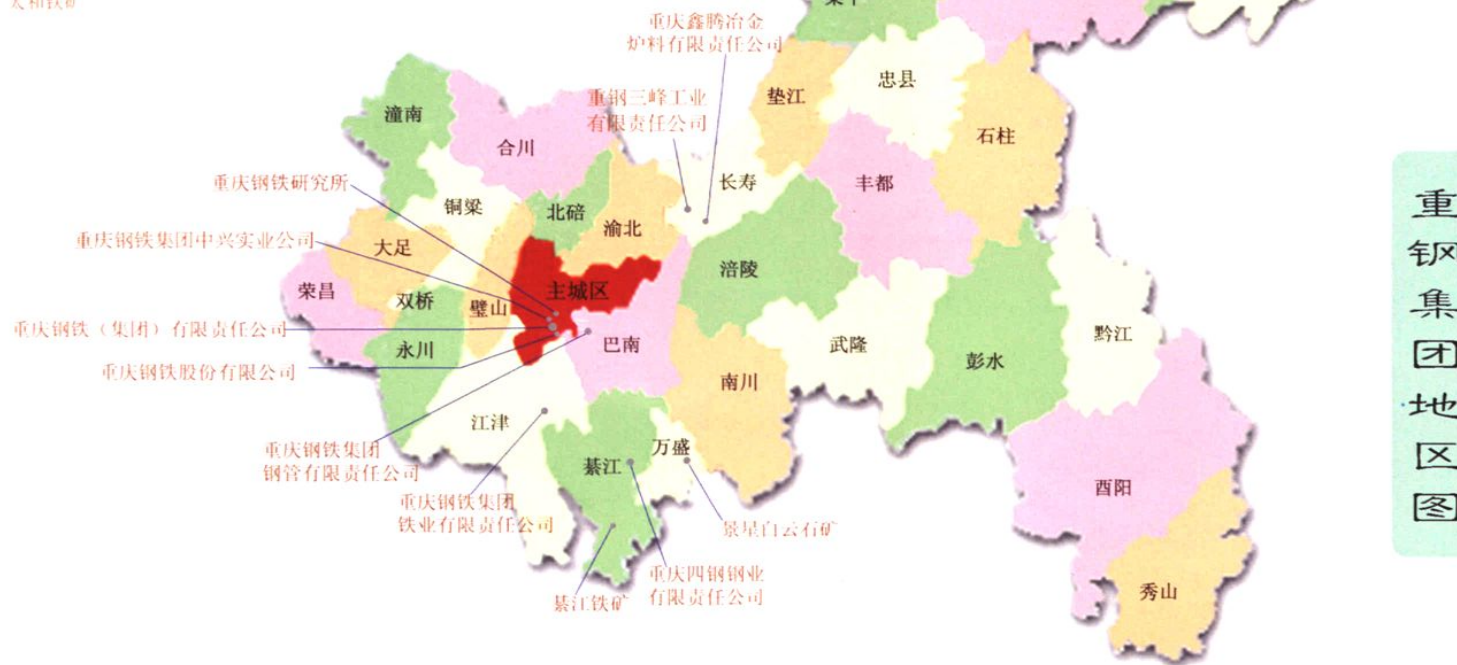 太和铁矿
重庆鑫腾冶金
炉料有限责任公司
重钢三峰工业
有限责任公司
垫江
忠县
石柱
潼南
合川
长寿
丰都
重庆钢铁研究所
铜梁
北碚
渝北
重庆钢铁集团中兴实业公司
大足
涪陵
荣昌
双桥
璧山
主城区
重庆钢铁（集团）有限责任公司
永川
巴南
武隆
彭水
黔江
重庆钢铁股份有限公司
南川
江津
重庆钢铁集团
钢管有限责任公司
綦江
万盛
重庆钢铁集团
铁业有限责任公司
景星白云石矿
酉阳
重庆四钢钢业
有限责任公司
綦江铁矿
秀山
重钢集团地区图